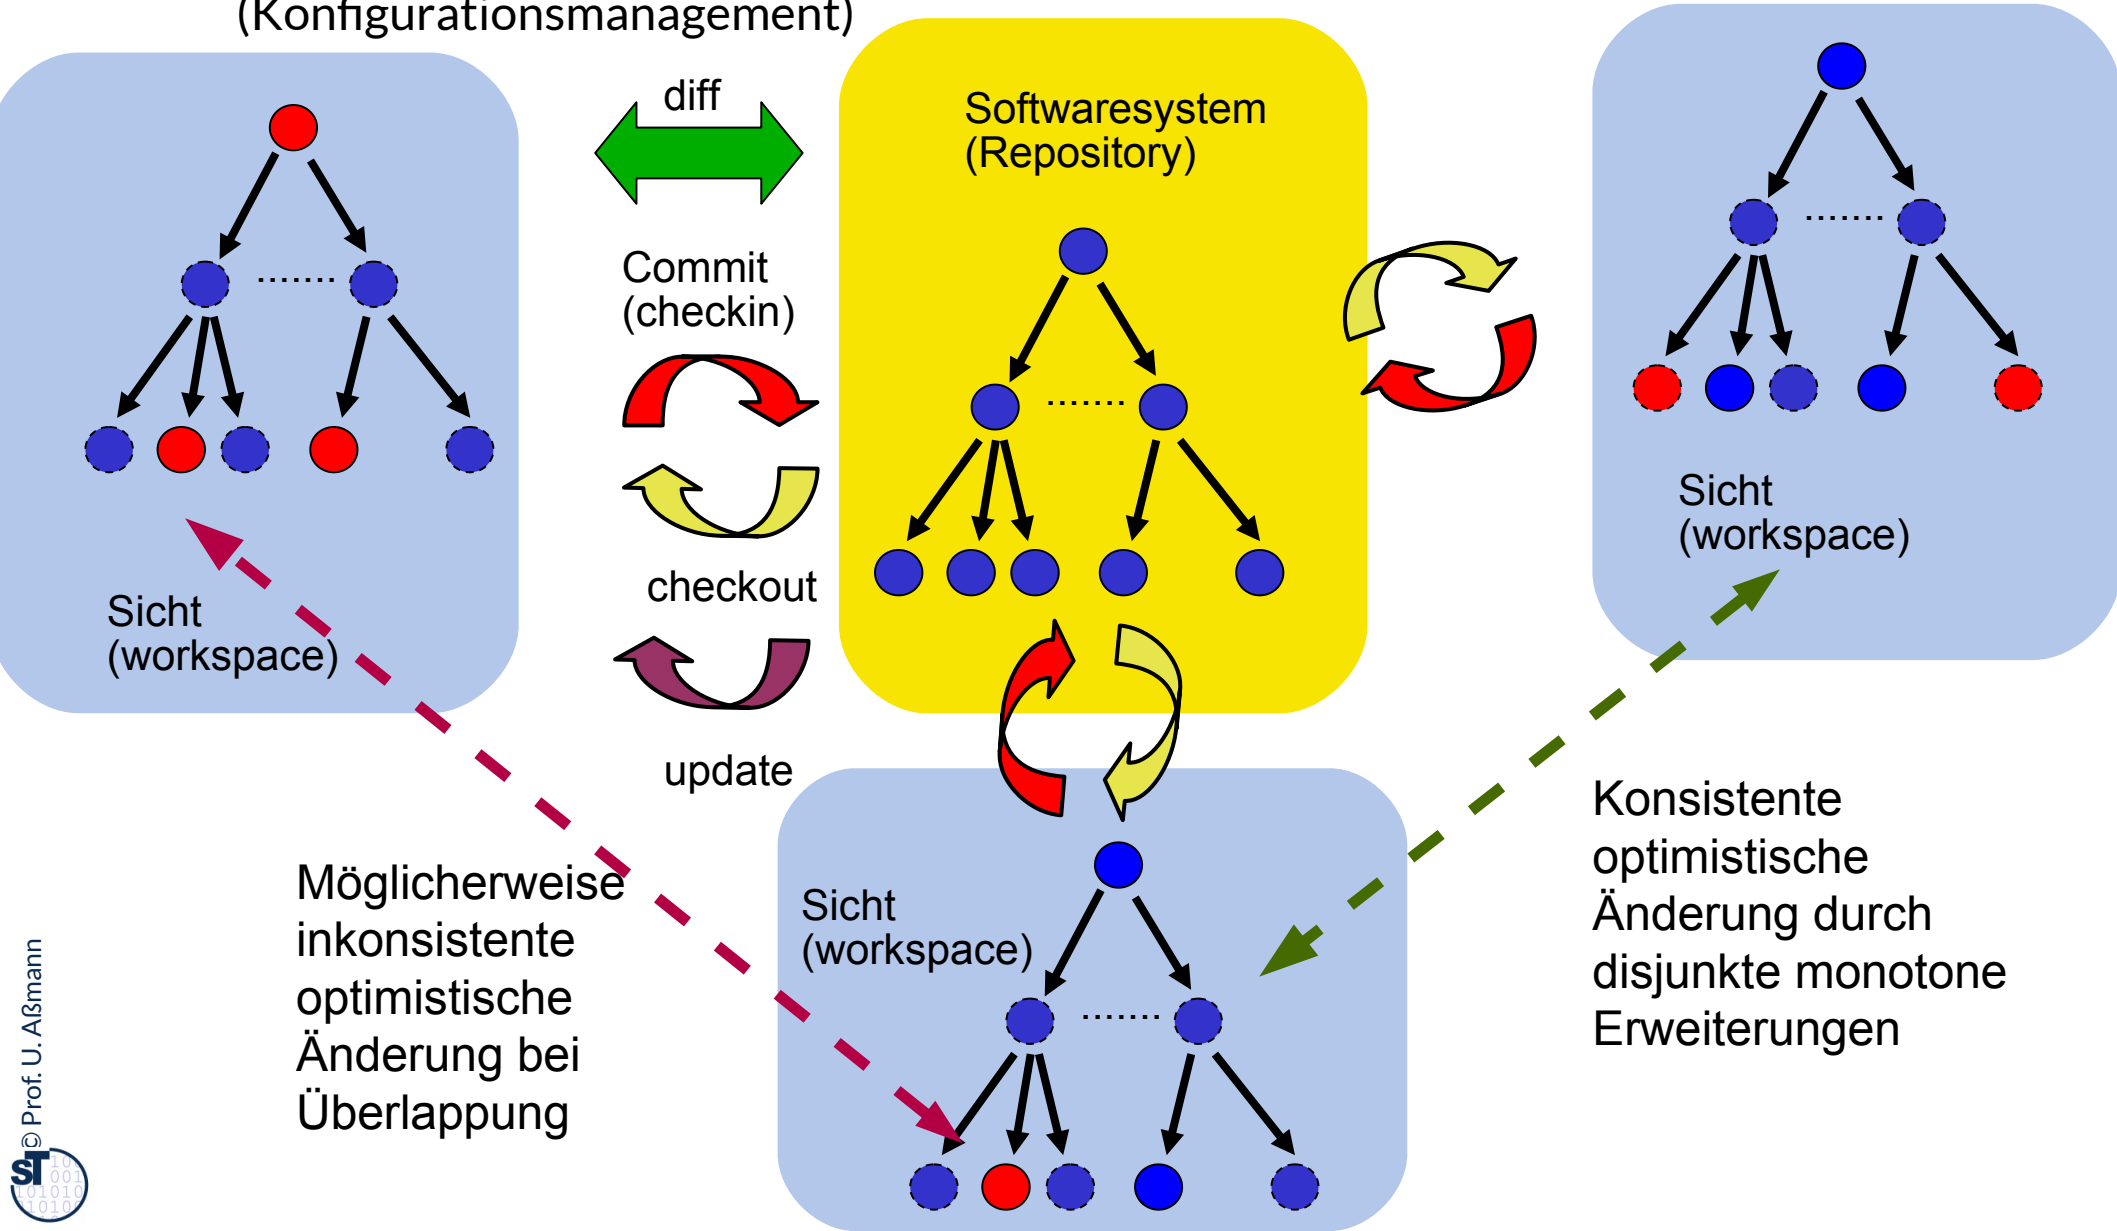 (Konfigurationsmanagement)
diff
Softwaresystem
(Repository)
Commit
(checkin)
checkout
update
Sicht
(workspace)
Sicht
(workspace)
Sicht
(workspace)
Möglicherweise
inkonsistente
optimistische
Änderung bei
Überlappung
Konsistente
optimistische
Änderung durch
disjunkte monotone
Erweiterungen
© Prof. U. Aßmann
ST